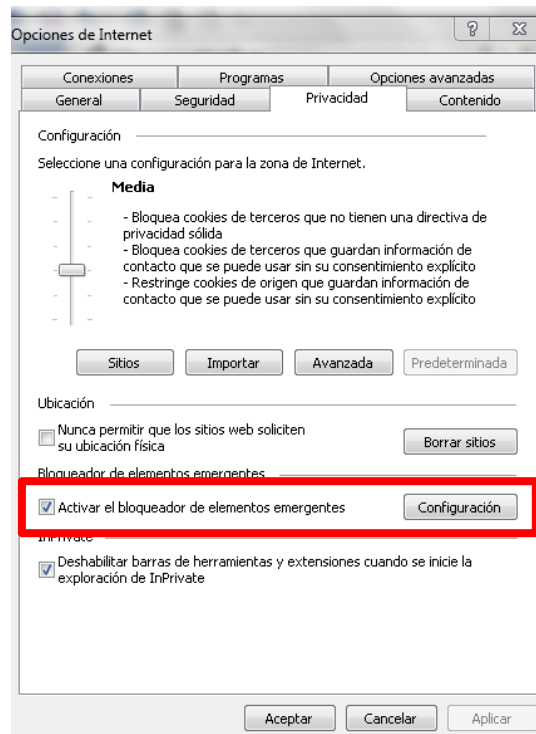 Opciones de Internet
Conexiones Programas Opciones avanzadas
General Seguridad Privacidad Contenido
Configuración
Seleccione una configuración para la zona de Internet.
Media
- Bloquea cookies de terceros que no tienen una directiva de
privacidad sólida
- Bloquea cookies de terceros que guardan información de
contacto que se puede usar sin su consentimiento explícito
- Restringe cookies de origen que guardan información de
contacto que se puede usar sin su consentimiento explícito
Sitios Importar Avanzada Predeterminada
Ubicación
Nunca permitir que los sitios web soliciten
su ubicación física
Borrar sitios
Bloqueador de elementos emergentes
Activar el bloqueador de elementos emergentes Configuración
InPrivate
Deshabilitar barras de herramientas y extensiones cuando se inicie la
exploración de InPrivate
Aceptar Cancelar Aplicar